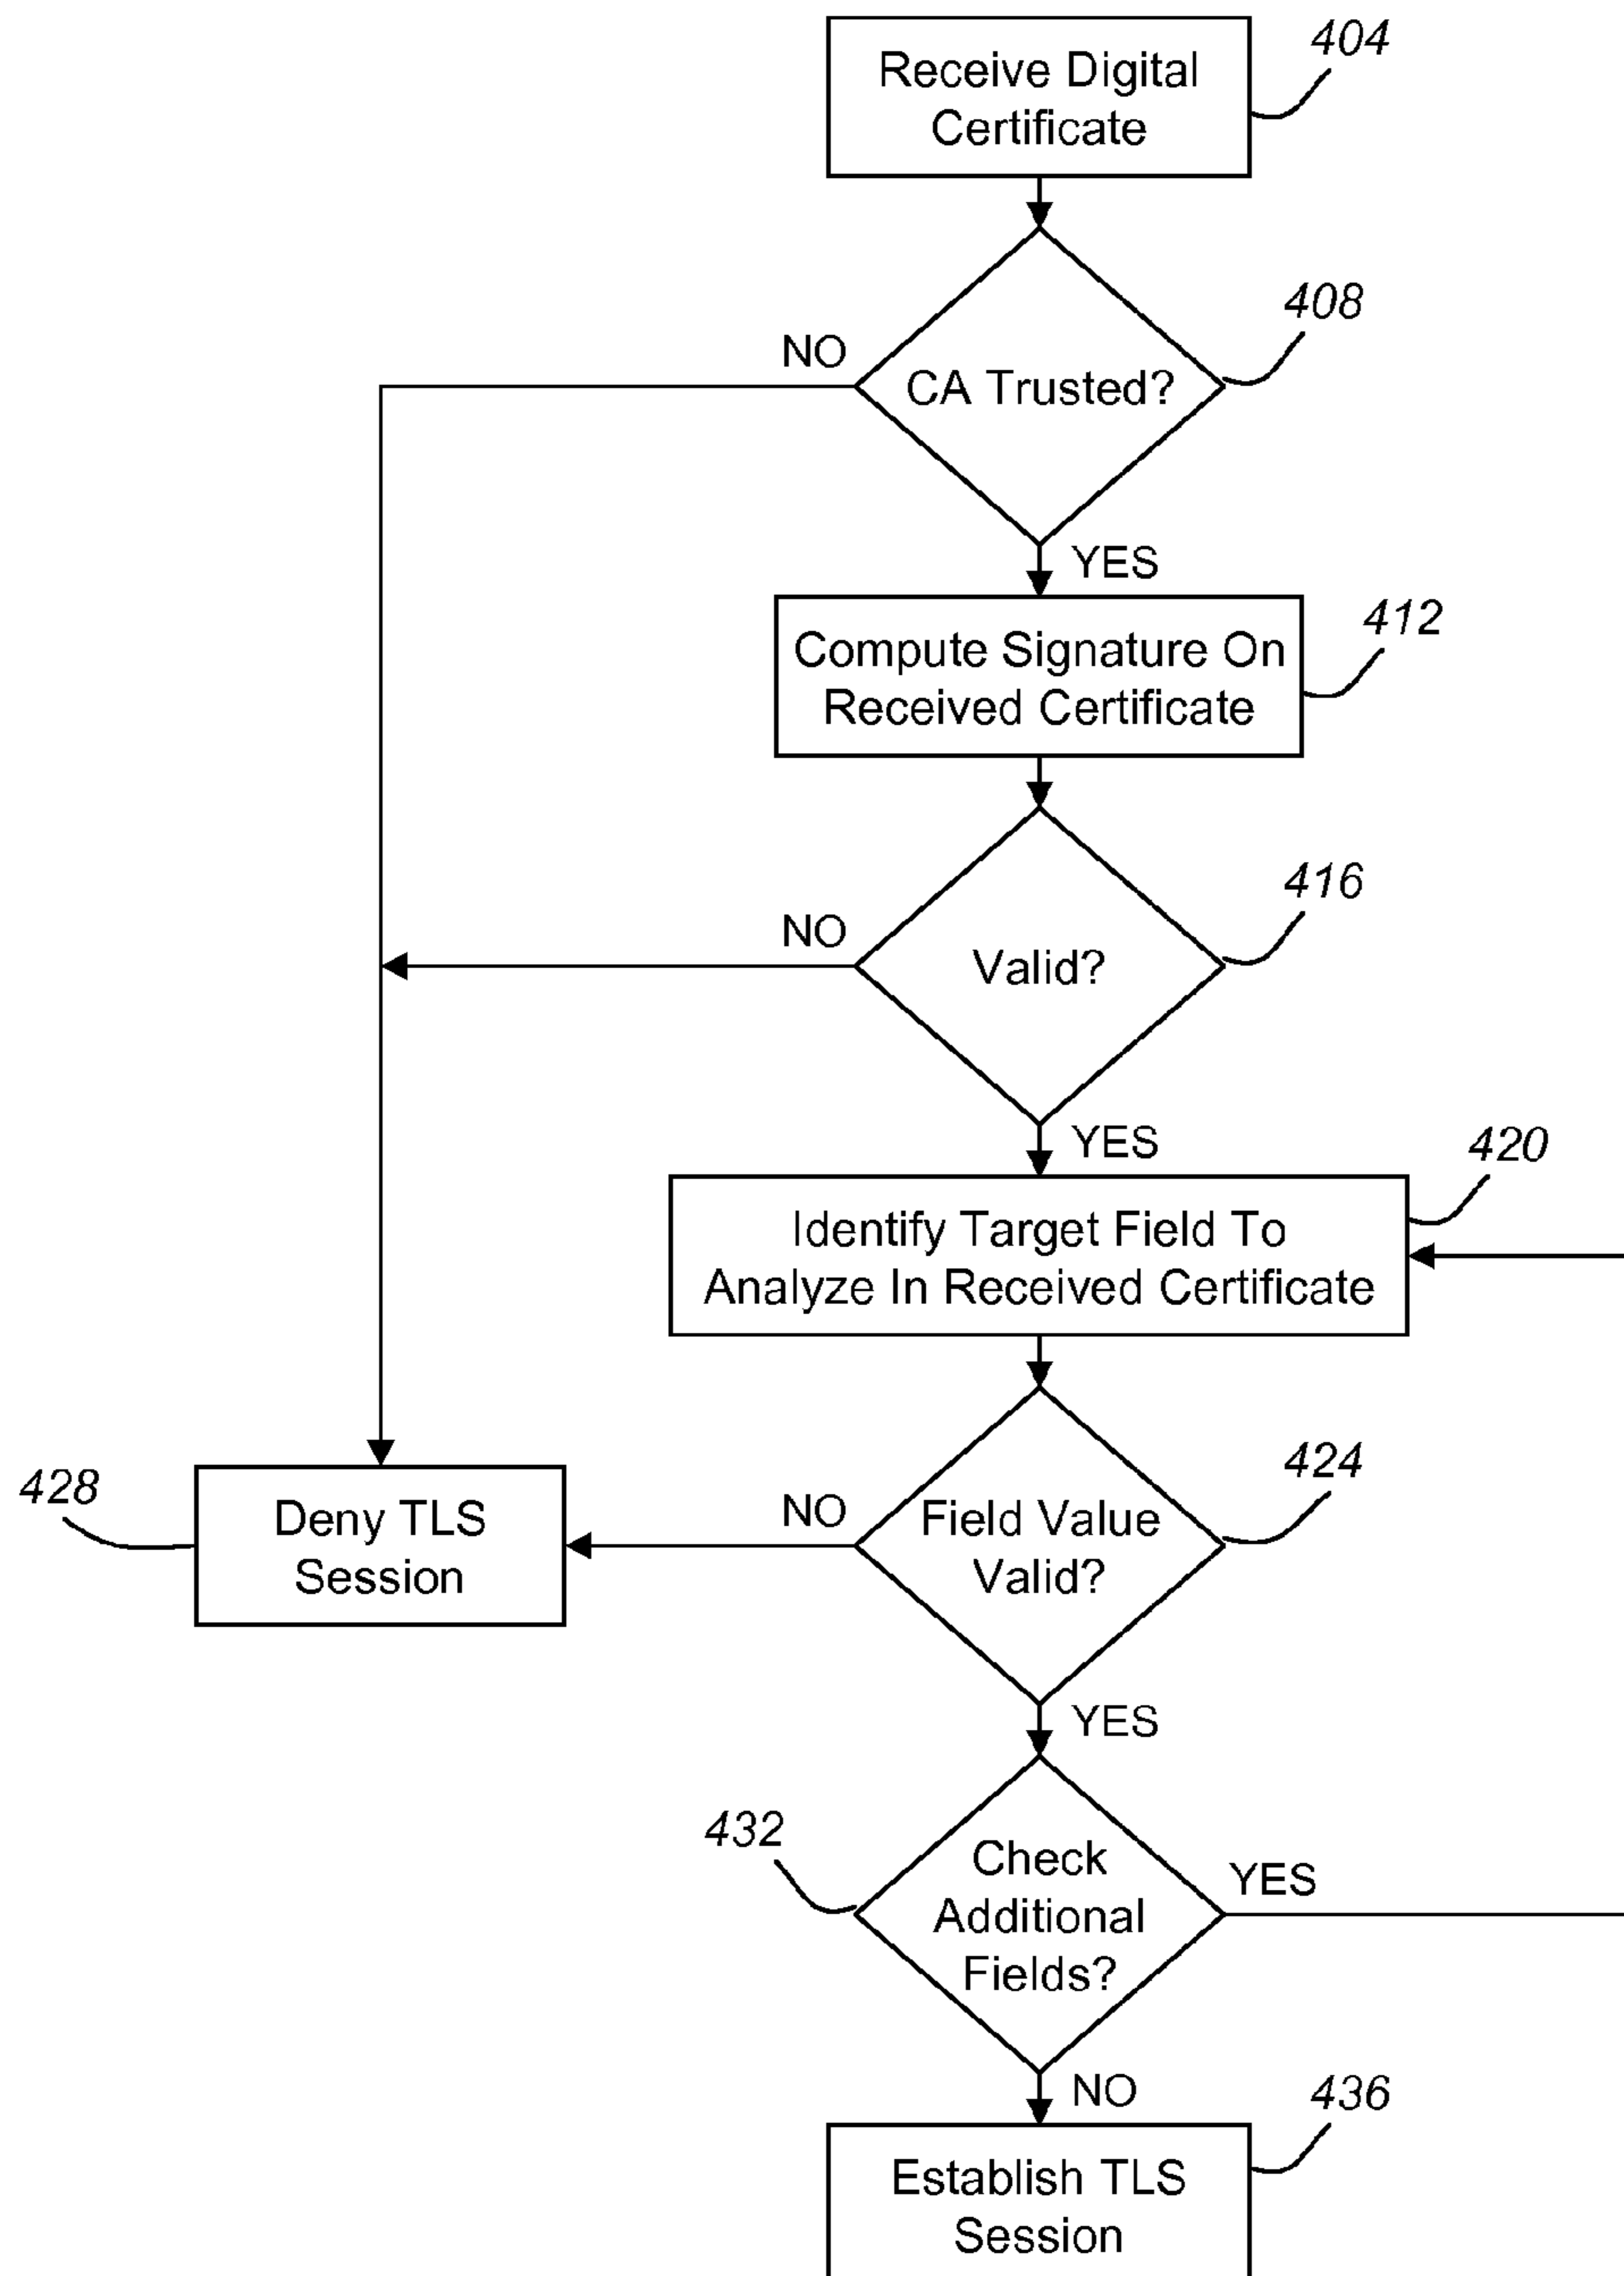 404
Receive Digital
Certificate
408
NO
CA Trusted?
YES
412
Compute Signature On
Received Certificate
416
NO
Valid?
YES
420
Identify Target Field To
Analyze In Received Certificate
424
428
NO
Field Value
Valid?
Deny TLS
Session
YES
432
Check
Additional
Fields?
YES
NO
436
Establish TLS
Session